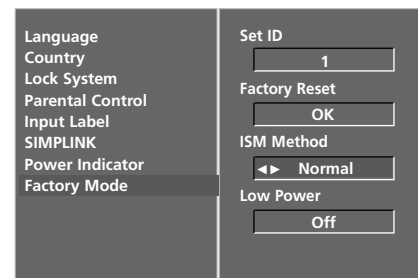 Language
Country
Lock System
Parental Control
Input Label
SIMPLINK
Power Indicator
Factory Mode
Set ID
1
Factory Reset
OK
ISM Method
◄► Normal
Low Power
Off